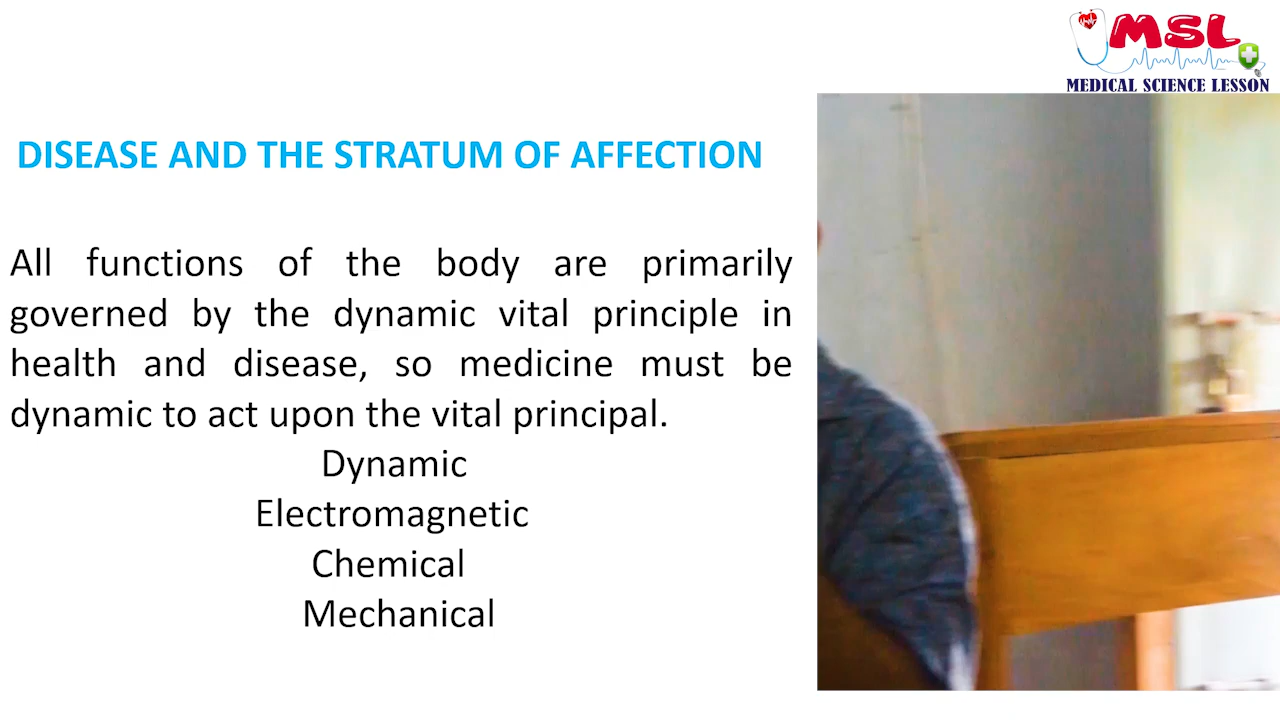 MSL
MEDICAL SCIENCE LESSON
DISEASE AND THE STRATUM OF AFFECTION
All functions of the body are primarily
governed by the dynamic vital principle in
health and disease, so medicine must be
dynamic to act upon the vital principal.
Dynamic
Electromagnetic
Chemical
Mechanical